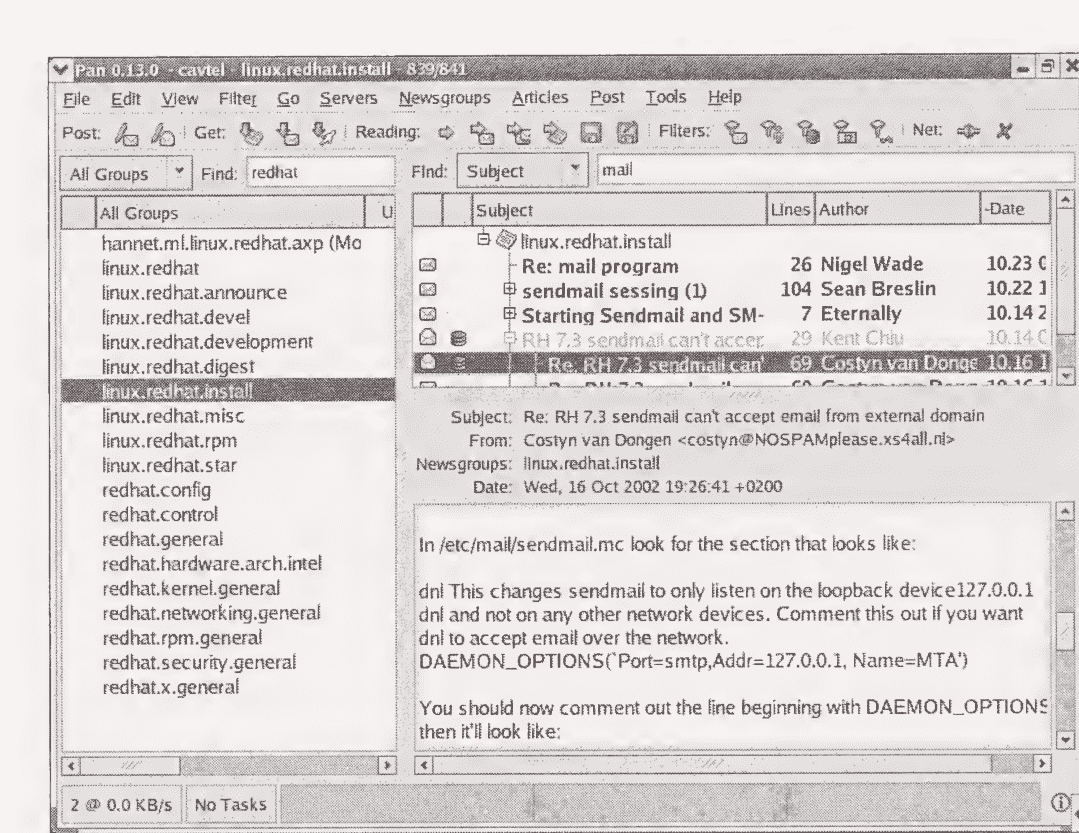 Pan 0.13.0 - cavtel - linux.redhat.install - 839/841
File Edit View Filter Go Servers Newsgroups Articles Post Tools Help
Post: Get: Reading: Filters: Net:
All Groups Find: redhat
Find: Subject mail
All Groups U
hannet.ml.linux.redhat.axp (Mo
linux.redhat
linux.redhat.announce
linux.redhat.devel
linux.redhat.development
linux.redhat.digest
linux.redhat.install
linux.redhat.misc
linux.redhat.rpm
linux.redhat.star
redhat.config
redhat.control
redhat.general
redhat.hardware.arch.intel
redhat.kernel.general
redhat.networking.general
redhat.rpm.general
redhat.security.general
redhat.x.general
Subject Lines Author -Date
linux.redhat.install
Re: mail program 26 Nigel Wade 10.23 0
sendmail sessing (1) 104 Sean Breslin 10.22 1
Starting Sendmail and SM- 7 Eternally 10.14 2
RH 7.3 sendmail can't accep 29 Kent Chiu 10.14 0
Re: RH 7.3 sendmail can' 69 Costyn van Donge 10.16 1
Subject: Re: RH 7.3 sendmail can't accept email from external domain
From: Costyn van Dongen <costyn@NOSPAMplease.xs4all.nl>
Newsgroups: linux.redhat.install
Date: Wed, 16 Oct 2002 19:26:41 +0200
In /etc/mail/sendmail.mc look for the section that looks like:
dnl This changes sendmail to only listen on the loopback device127.0.0.1
dnl and not on any other network devices. Comment this out if you want
dnl to accept email over the network.
DAEMON_OPTIONS(`Port=smtp,Addr=127.0.0.1, Name=MTA')
You should now comment out the line beginning with DAEMON_OPTIONS
then it'll look like:
2 @ 0.0 KB/s No Tasks